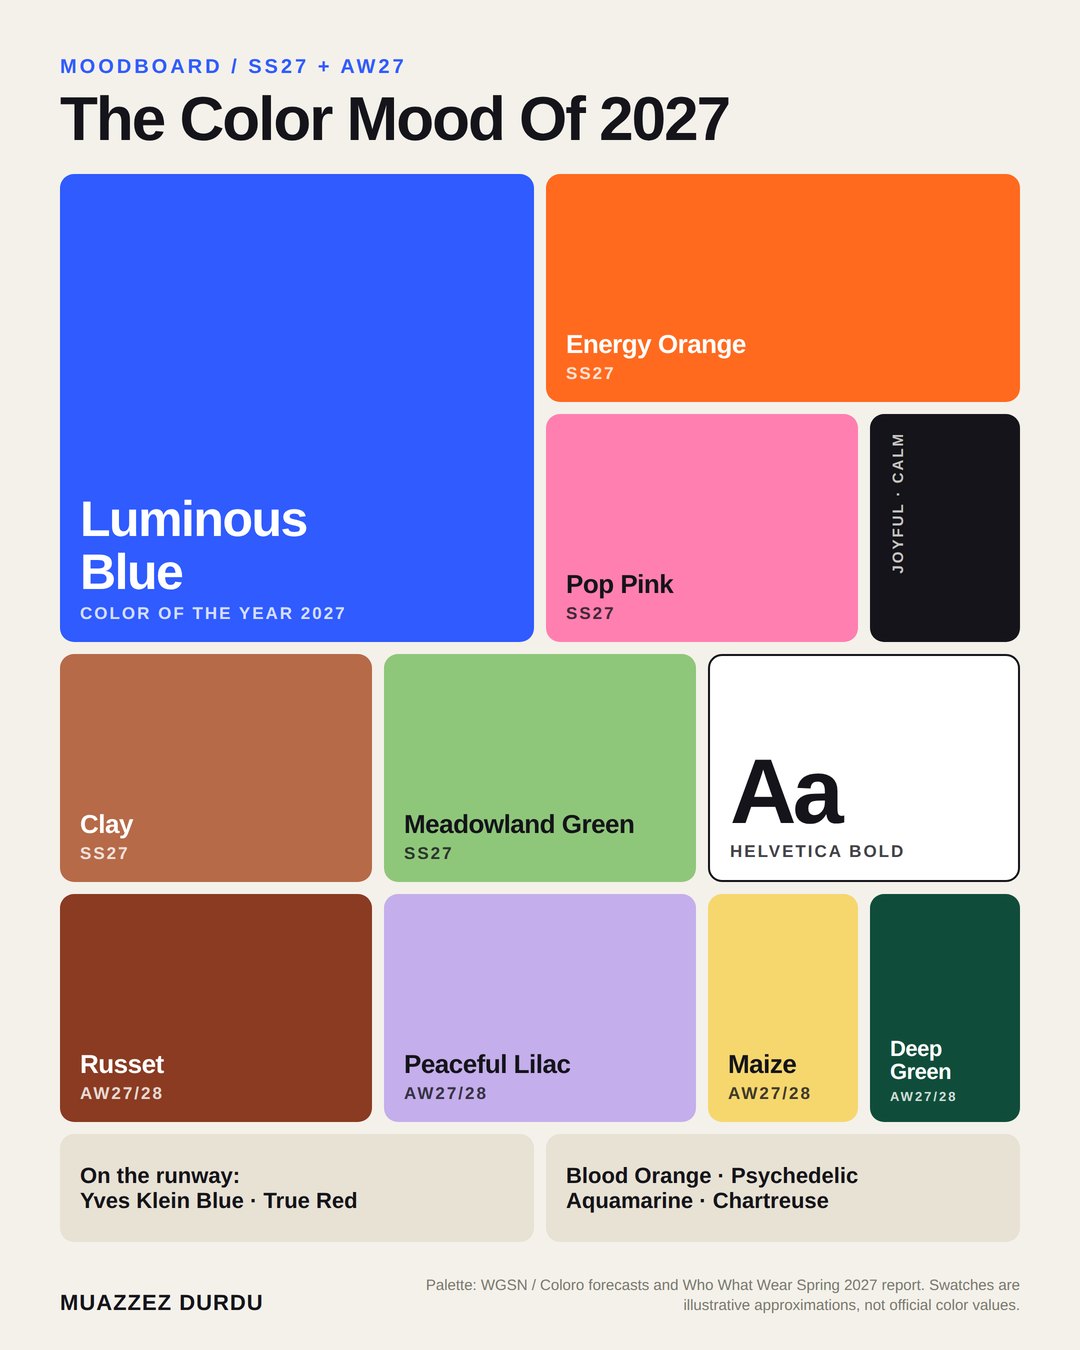 MOODBOARD / SS27 + AW27
The Color Mood Of 2027
Luminous
Blue
COLOR OF THE YEAR 2027
Energy Orange
SS27
Pop Pink
SS27
JOYFUL · CALM
Clay
SS27
Meadowland Green
SS27
Aa
HELVETICA BOLD
Russet
AW27/28
Peaceful Lilac
AW27/28
Maize
AW27/28
Deep
Green
AW27/28
On the runway:
Yves Klein Blue · True Red
Blood Orange · Psychedelic
Aquamarine · Chartreuse
MUAZZEZ DURDU
Palette: WGSN / Coloro forecasts and Who What Wear Spring 2027 report. Swatches are
illustrative approximations, not official color values.